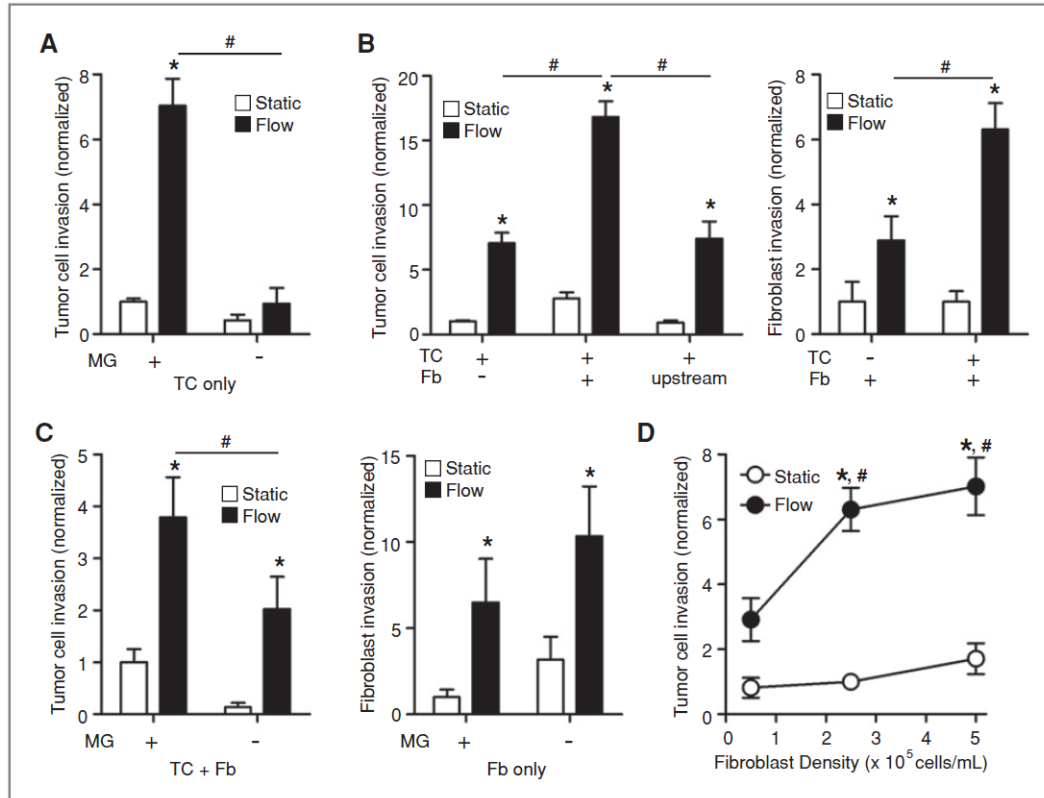 A
Tumor cell invasion (normalized)
8
6
4
2
0
Static
Flow
*
#
MG + -
TC only
B
Tumor cell invasion (normalized)
20
15
10
5
0
Static
Flow
# #
* * *
TC + + +
Fb - + upstream
Fibroblast invasion (normalized)
8
6
4
2
0
Static
Flow
#
* *
TC - +
Fb + +
C
Tumor cell invasion (normalized)
5
4
3
2
1
0
Static
Flow
#
* *
MG + -
TC + Fb
Fibroblast invasion (normalized)
15
10
5
0
Static
Flow
* *
MG + -
Fb only
D
Tumor cell invasion (normalized)
8
6
4
2
0
Static
Flow
*, # *, #
0 1 2 3 4 5
Fibroblast Density (x 10⁵ cells/mL)